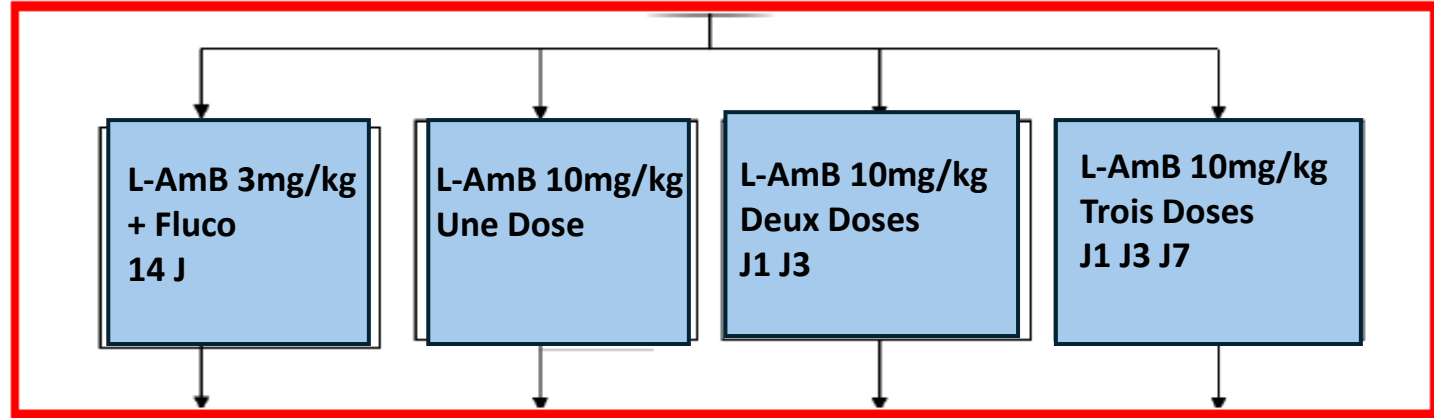 L-AmB 3mg/kg
+ Fluco
14 J
L-AmB 10mg/kg
Une Dose
L-AmB 10mg/kg
Deux Doses
J1 J3
L-AmB 10mg/kg
Trois Doses
J1 J3 J7